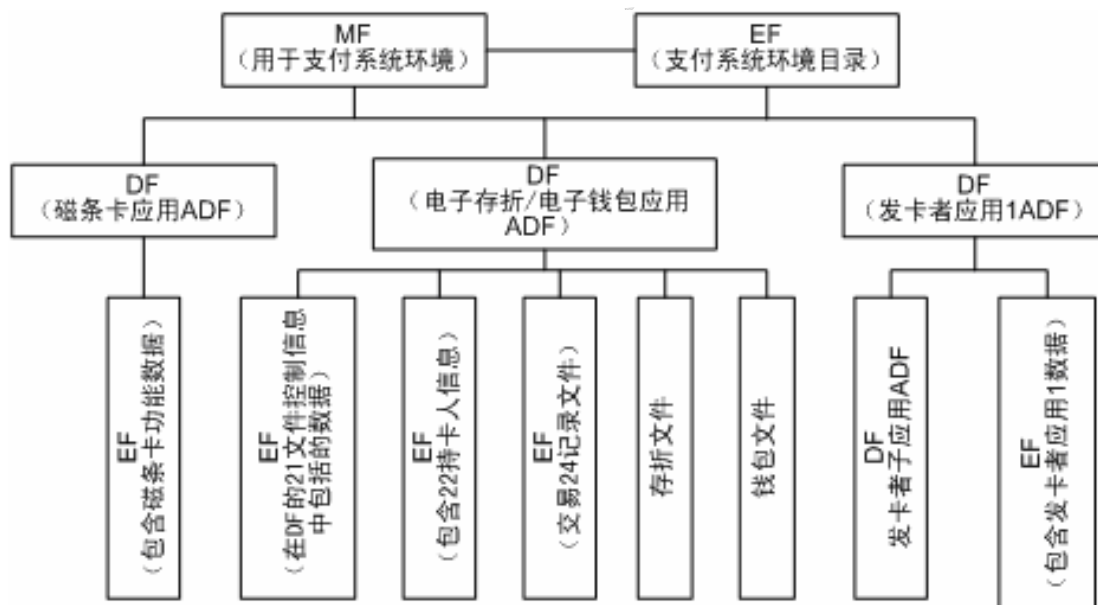 MF
（用于支付系统环境）
EF
（支付系统环境目录）
DF
（磁条卡应用ADF）
DF
（电子存折/电子钱包应用
ADF）
DF
（发卡者应用1ADF）
EF
（包含磁条卡功能数据）
EF
（在DF的21文件控制信息
中包括的数据）
EF
（包含22持卡人信息）
EF
（交易24记录文件）
存折文件
钱包文件
DF
发卡者子应用ADF
EF
（包含发卡者应用1数据）